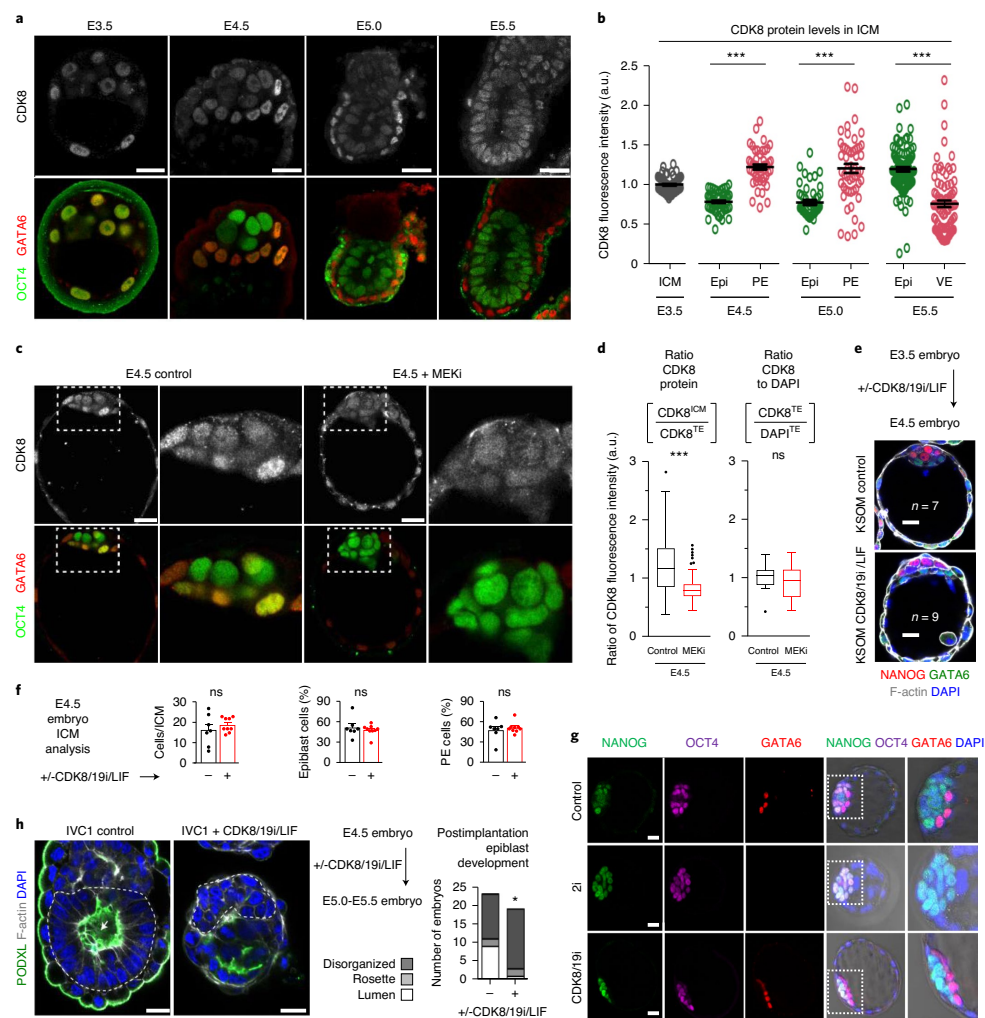 a
E3.5 E4.5 E5.0 E5.5
CDK8
OCT4 GATA6
b
CDK8 protein levels in ICM
*** *** ***
CDK8 fluorescence intensity (a.u.)
2.5
2.0
1.5
1.0
0.5
0
ICM Epi PE Epi PE Epi VE
E3.5 E4.5 E5.0 E5.5
c
E4.5 control E4.5 + MEKi
CDK8
OCT4 GATA6
d
Ratio CDK8 protein
CDK8ICM
CDK8TE
***
Ratio CDK8 to DAPI
CDK8TE
DAPITE
ns
Ratio of CDK8 fluorescence intensity (a.u.)
3
2
1
0
Control MEKi
E4.5
3
2
1
0
Control MEKi
E4.5
e
E3.5 embryo
+/-CDK8/19i/LIF
E4.5 embryo
KSOM control
n = 7
KSOM CDK8/19i /LIF
n = 9
NANOG GATA6
F-actin DAPI
f
E4.5
embryo
ICM
analysis
+/-CDK8/19i/LIF
Cells/ICM
ns
30
20
10
0
– +
Epiblast cells (%)
ns
90
60
30
0
– +
PE cells (%)
ns
90
60
30
0
– +
g
NANOG OCT4 GATA6 NANOG OCT4 GATA6 DAPI
Control
2i
CDK8/19i
h
IVC1 control IVC1 + CDK8/19i/LIF
PODXL F-actin DAPI
E4.5 embryo
+/-CDK8/19i/LIF
E5.0-E5.5 embryo
Disorganized
Rosette
Lumen
Postimplantation
epiblast
development
Number of embryos
25
20
15
10
5
0
*
– +
+/-CDK8/19i/LIF